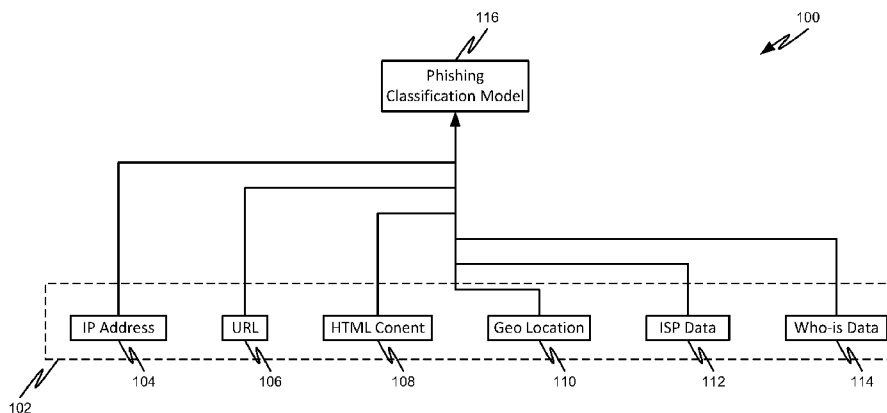 116
100
Phishing
Classification Model
IP Address
URL
HTML Conent
Geo Location
ISP Data
Who-is Data
102
104
106
108
110
112
114